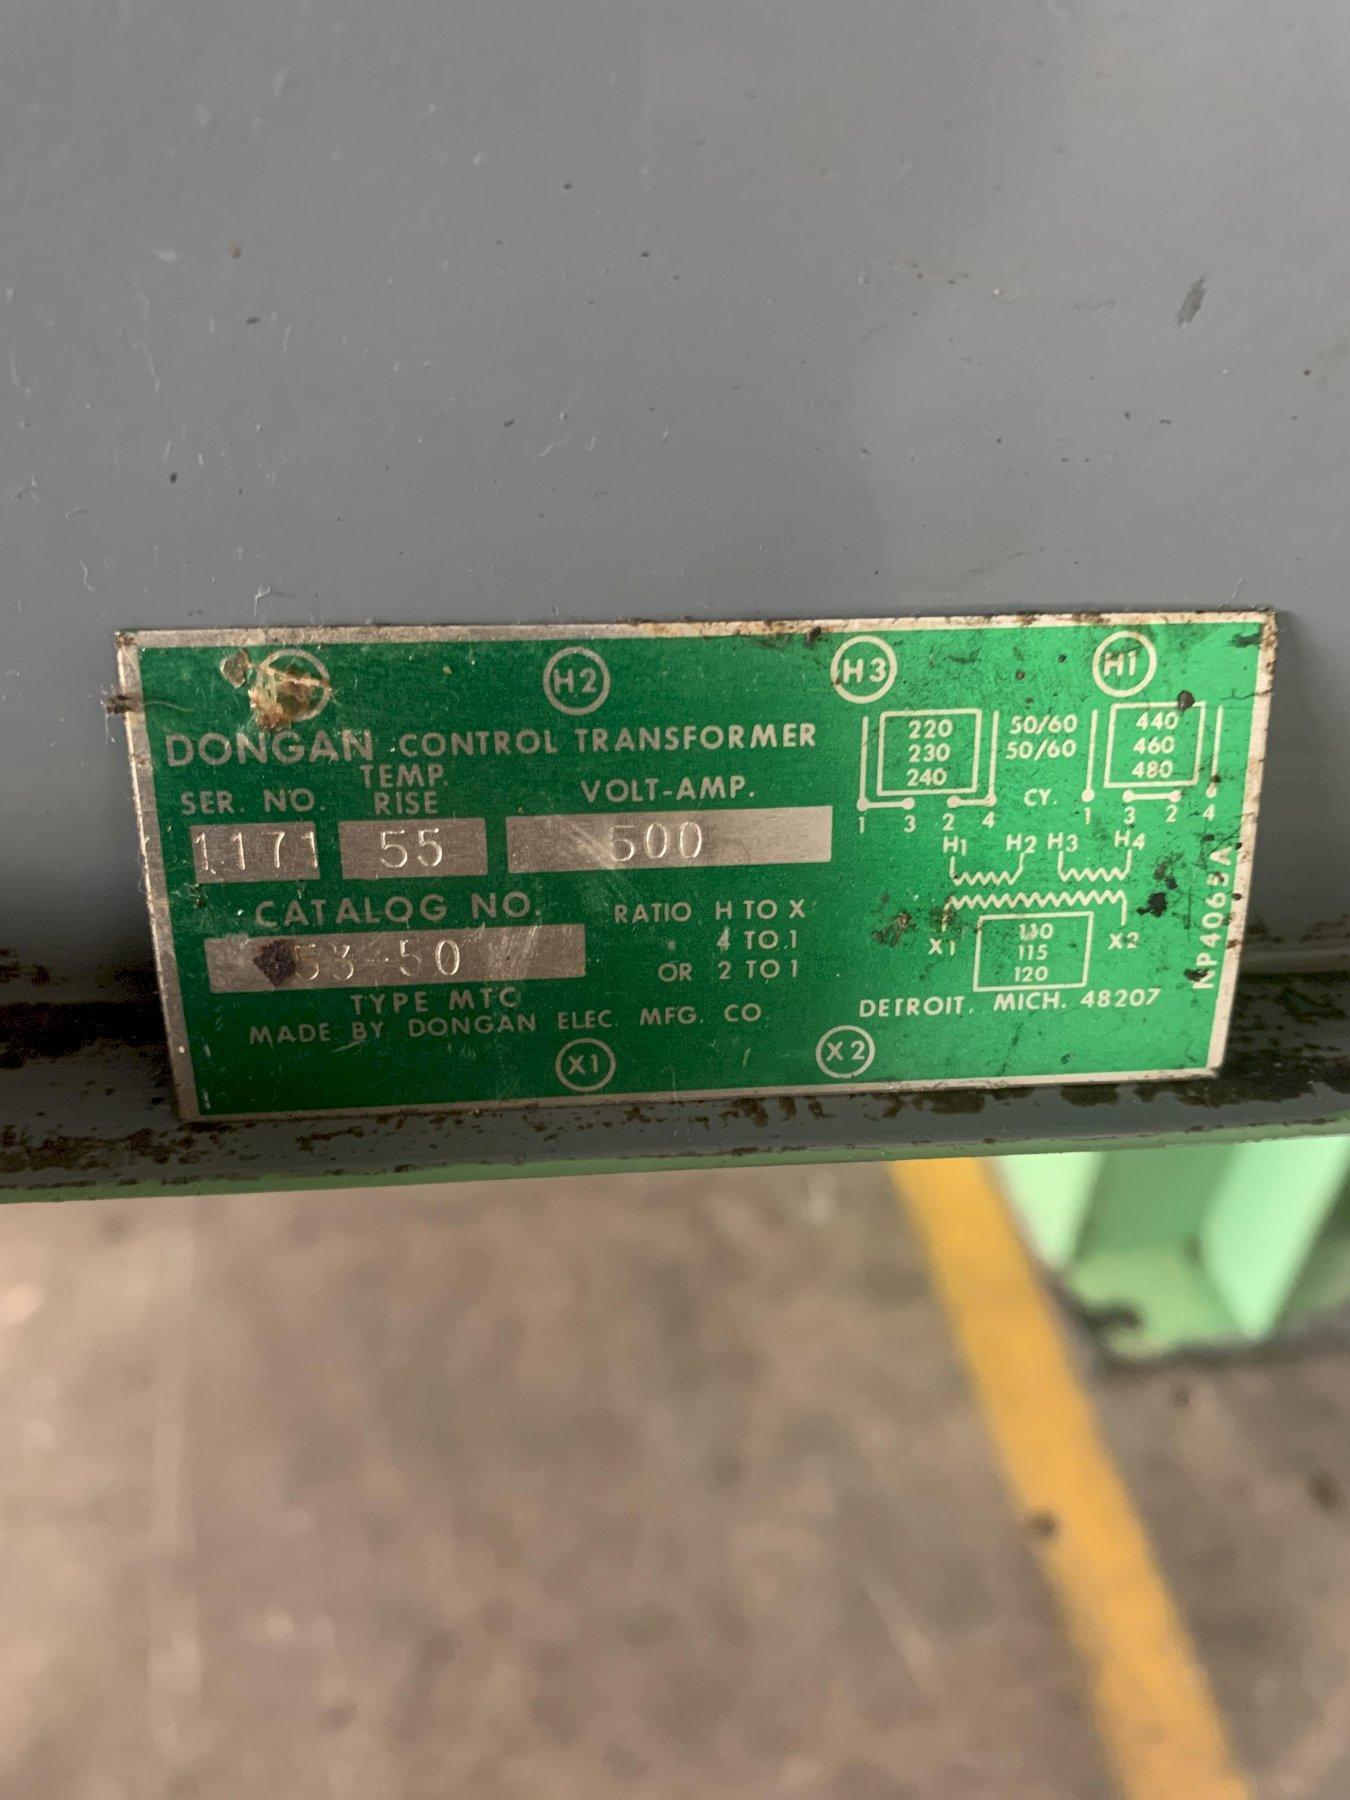 H2 H3 H1
DONGAN CONTROL TRANSFORMER
SER. NO. TEMP. RISE VOLT-AMP.
1171 55 500
CATALOG NO.
53-50
TYPE MTC
RATIO H TO X
4 TO 1
OR 2 TO 1
MADE BY DONGAN ELEC. MFG. CO.
X1 X2
220 50/60 440
230 50/60 460
240 CY. 480
1 3 2 4 1 3 2 4
H1 H2 H3 H4
X1 X2
110
115
120
DETROIT, MICH. 48207